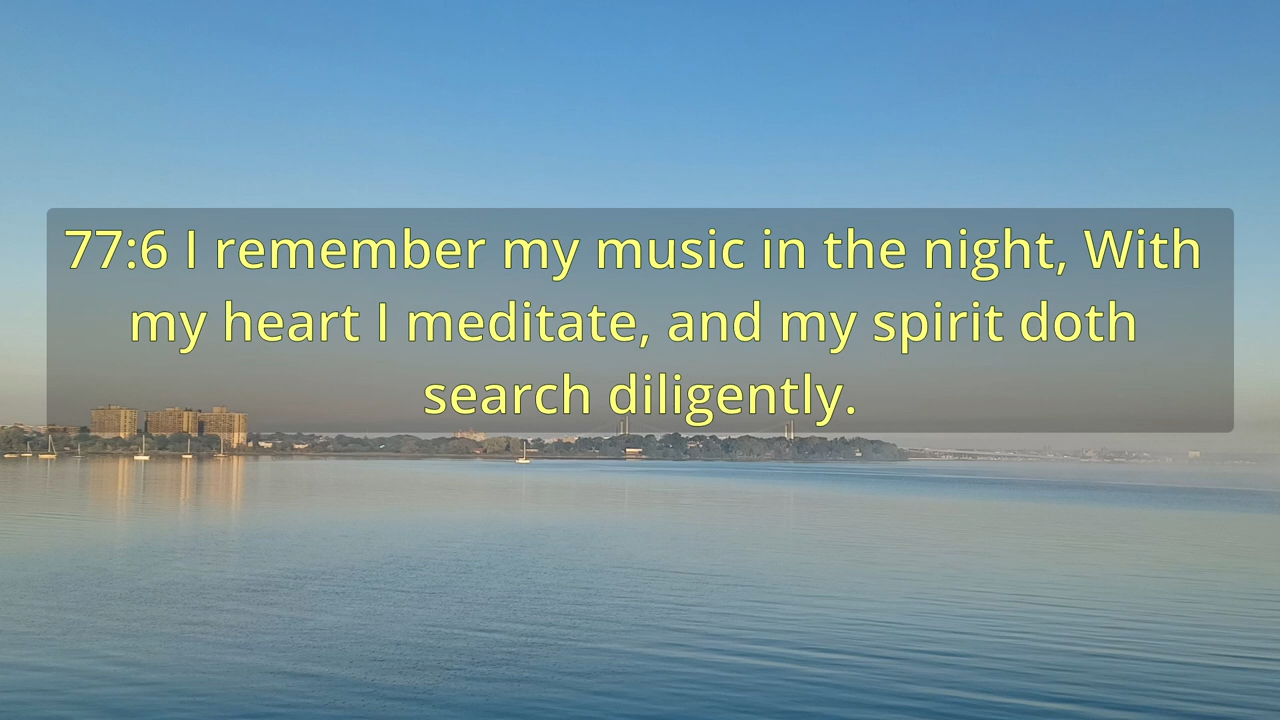 77:6 I remember my music in the night, With
my heart I meditate, and my spirit doth
search diligently.